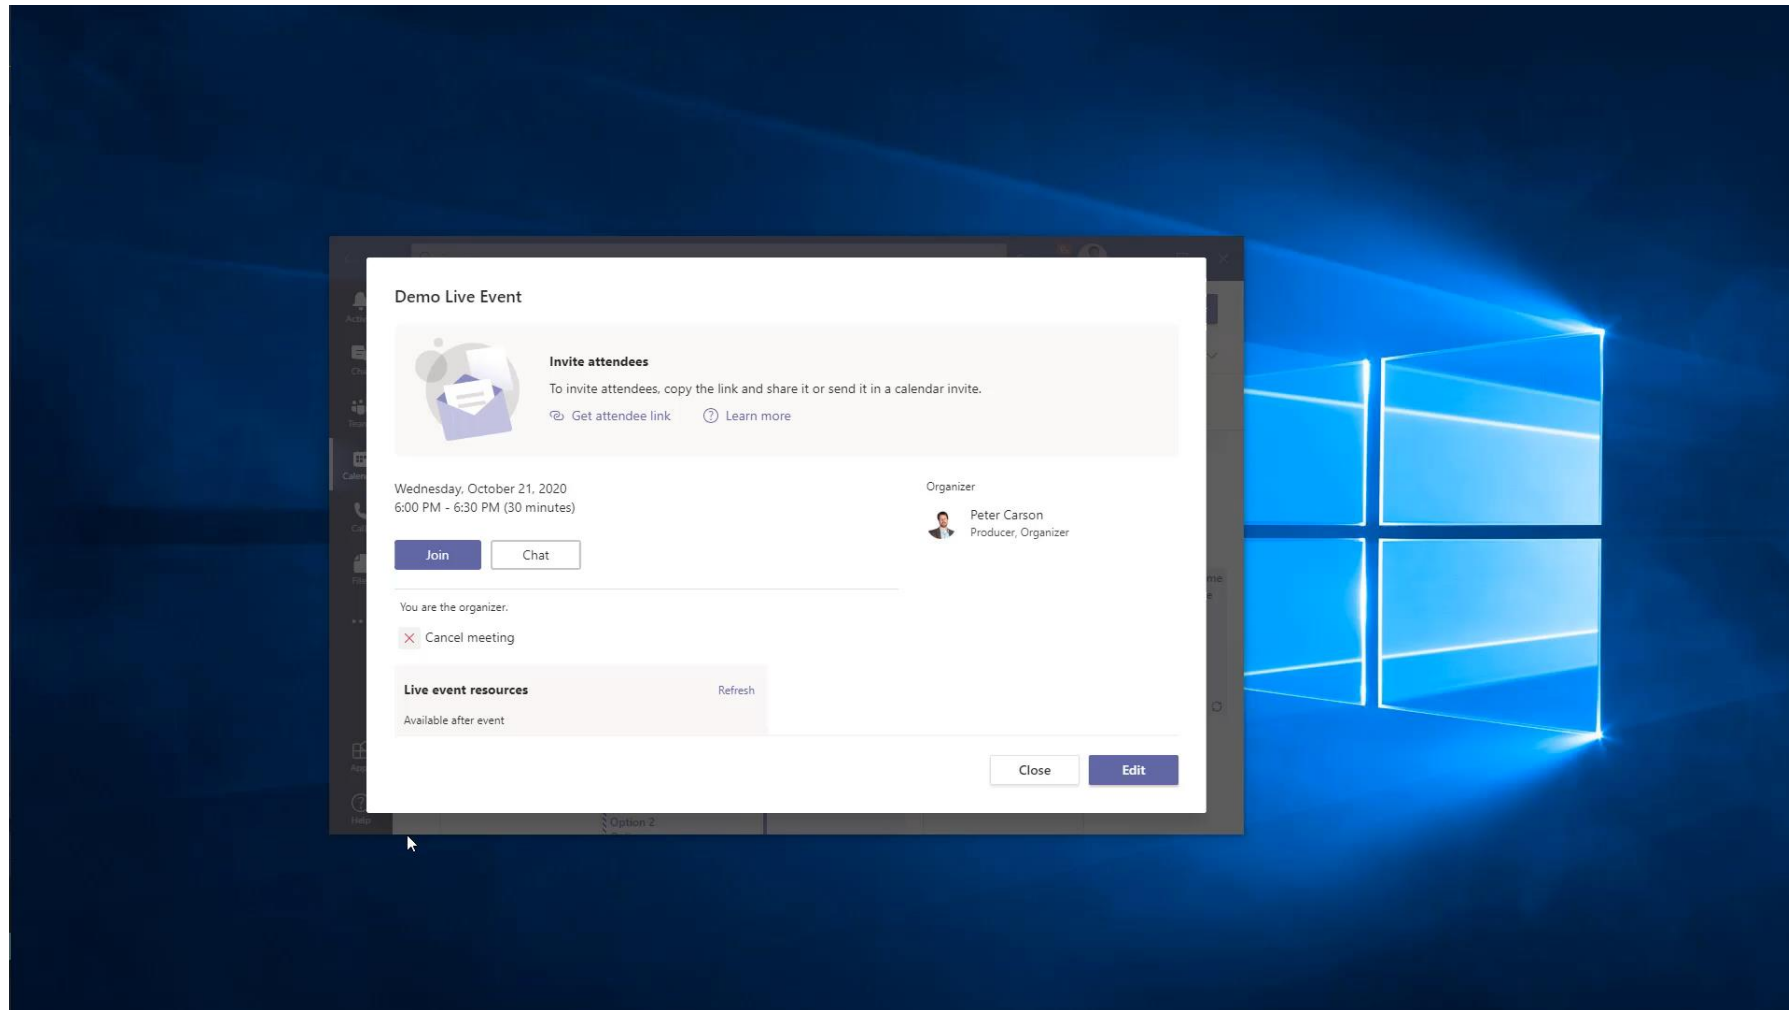 Demo Live Event
Invite attendees
To invite attendees, copy the link and share it or send it in a calendar invite.
Get attendee link
Learn more
Wednesday, October 21, 2020
6:00 PM - 6:30 PM (30 minutes)
Organizer
Peter Carson
Producer, Organizer
Join
Chat
You are the organizer.
Cancel meeting
Live event resources
Refresh
Available after event
Close
Edit
Help
Option 2